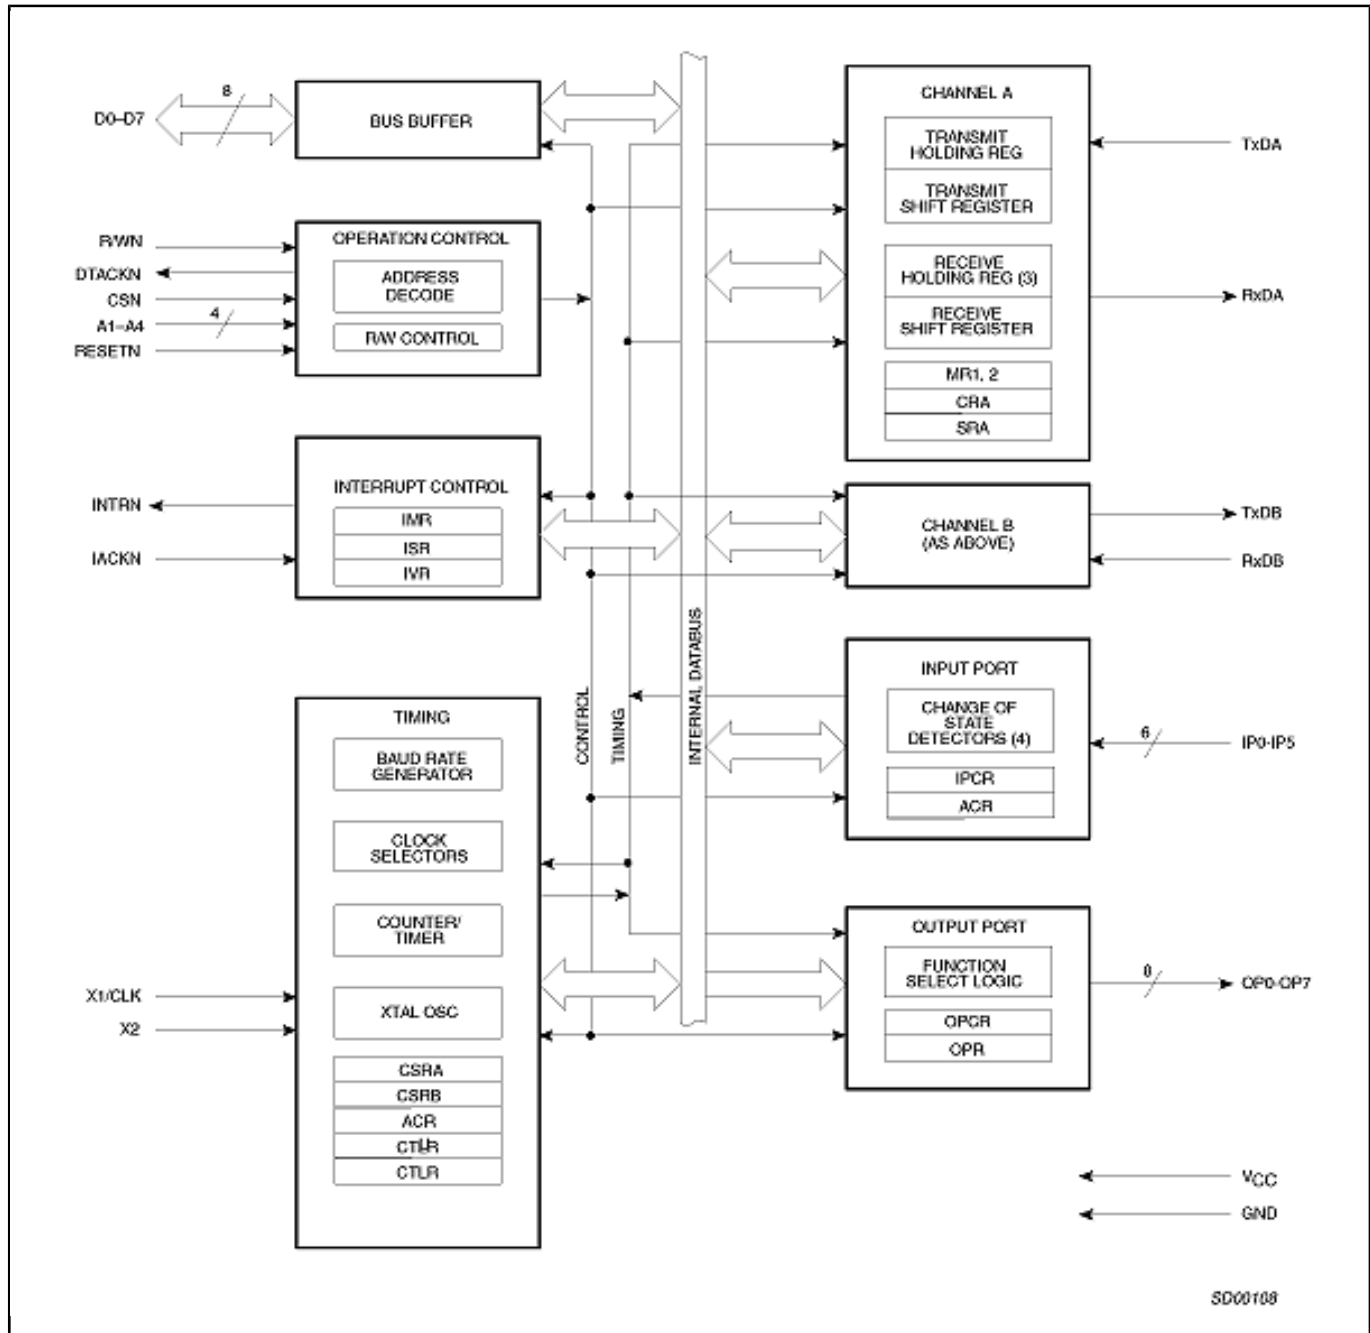 D0–D7
8
BUS BUFFER
R/WN
DTACKN
CSN
A1–A4
4
RESETN
OPERATION CONTROL
ADDRESS
DECODE
R/W CONTROL
INTRN
IACKN
INTERRUPT CONTROL
IMR
ISR
IVR
TIMING
BAUD RATE
GENERATOR
CLOCK
SELECTORS
COUNTER/
TIMER
X1/CLK
X2
XTAL OSC
CSRA
CSRB
ACR
CTLR
CONTROL
TIMING
INTERNAL DATABUS
CHANNEL A
TRANSMIT
HOLDING REG
TRANSMIT
SHIFT REGISTER
RECEIVE
HOLDING REG (3)
RECEIVE
SHIFT REGISTER
MR1, 2
CRA
SRA
TxDA
RxDA
CHANNEL B
(AS ABOVE)
TxDB
RxDB
INPUT PORT
CHANGE OF
STATE
DETECTORS (4)
IPCR
ACR
6
IP0-IP5
OUTPUT PORT
FUNCTION
SELECT LOGIC
OPCR
OPR
OP0-OP7
VCC
GND
SD00108